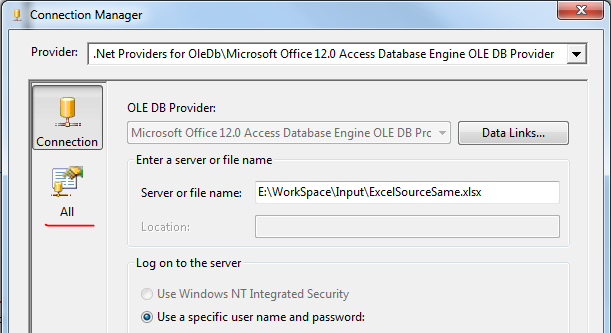 Connection Manager
Provider: .Net Providers for OleDb\Microsoft Office 12.0 Access Database Engine OLE DB Provider
Connection
All
OLE DB Provider:
Microsoft Office 12.0 Access Database Engine OLE DB Prc
Data Links...
Enter a server or file name
Server or file name: E:\WorkSpace\Input\ExcelSourceSame.xlsx
Location:
Log on to the server
Use Windows NT Integrated Security
Use a specific user name and password: